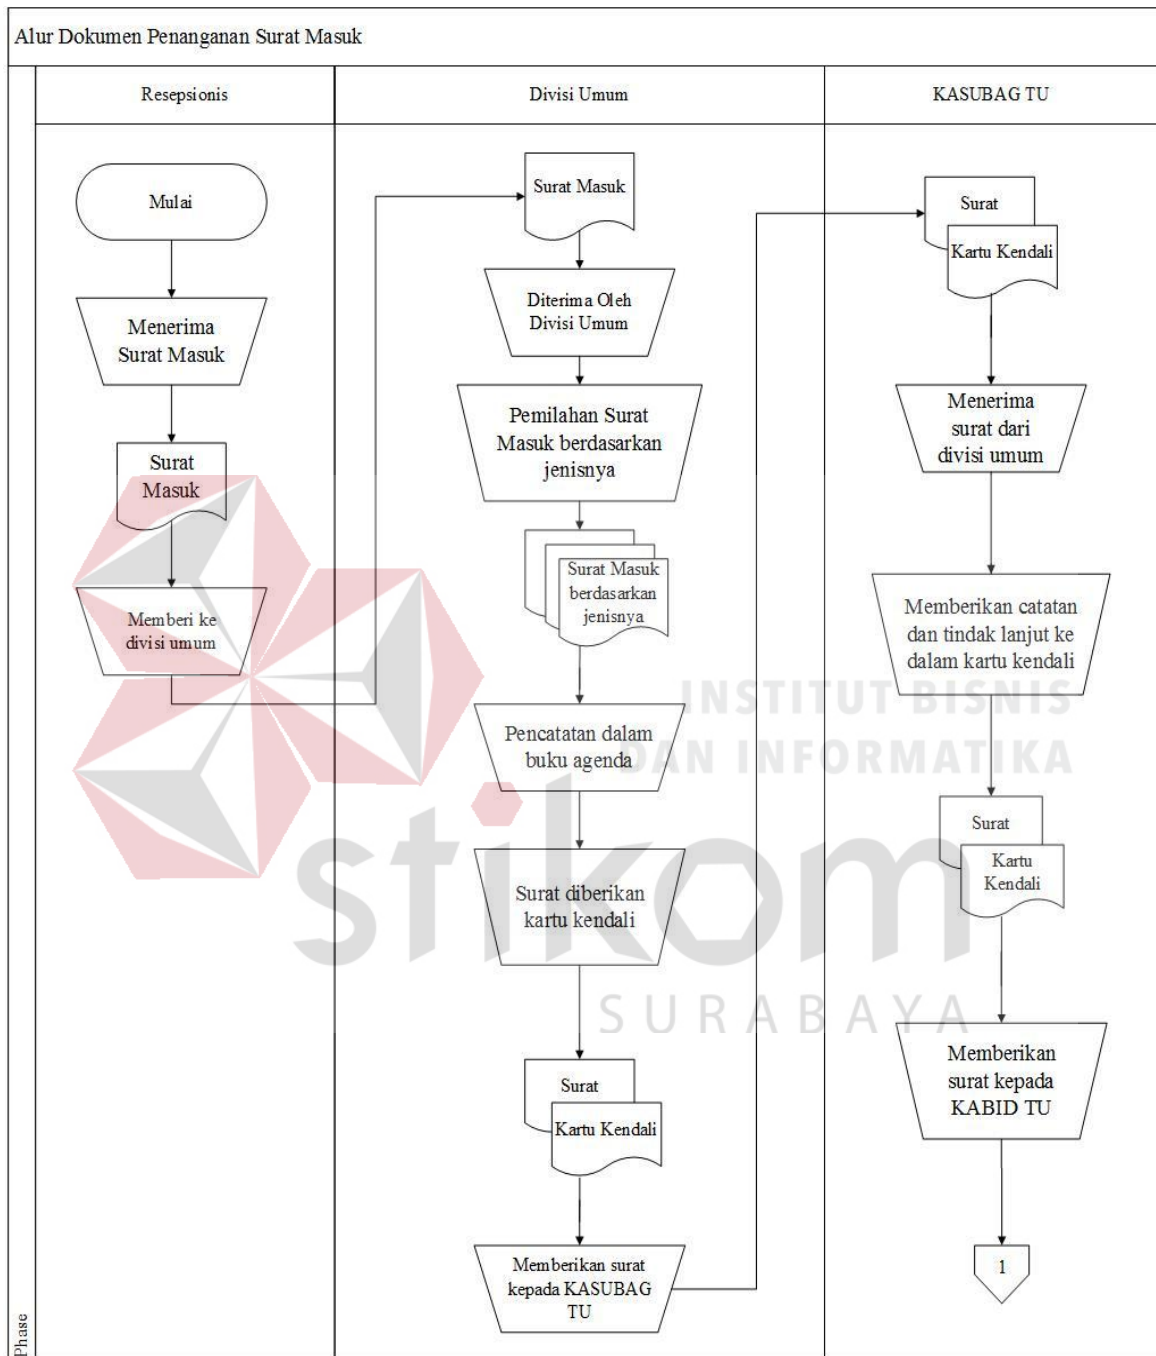 Alur Dokumen Penanganan Surat Masuk
Phase
Resepsionis
Divisi Umum
KASUBAG TU
Mulai
Menerima
Surat Masuk
Surat
Masuk
Memberi ke
divisi umum
Surat Masuk
Diterima Oleh
Divisi Umum
Pemilahan Surat
Masuk berdasarkan
jenisnya
Surat Masuk
berdasarkan
jenisnya
Pencatatan dalam
buku agenda
Surat diberikan
kartu kendali
Surat
Kartu Kendali
Memberikan surat
kepada KASUBAG
TU
Surat
Kartu Kendali
Menerima
surat dari
divisi umum
Memberikan catatan
dan tindak lanjut ke
dalam kartu kendali
Surat
Kartu
Kendali
Memberikan
surat kepada
KABID TU
1
INSTITUT BISNIS
DAN INFORMATIKA
stikom
SURABAYA